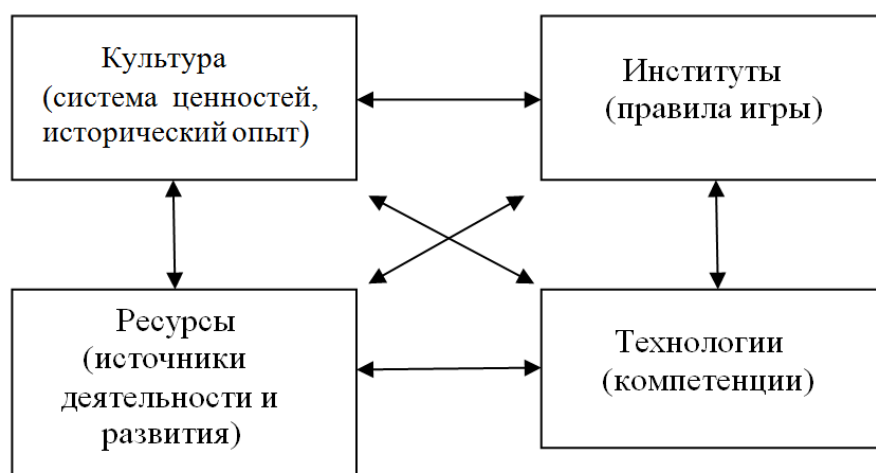 Культура
(система ценностей,
исторический опыт)
Институты
(правила игры)
Ресурсы
(источники
деятельности и
развития)
Технологии
(компетенции)